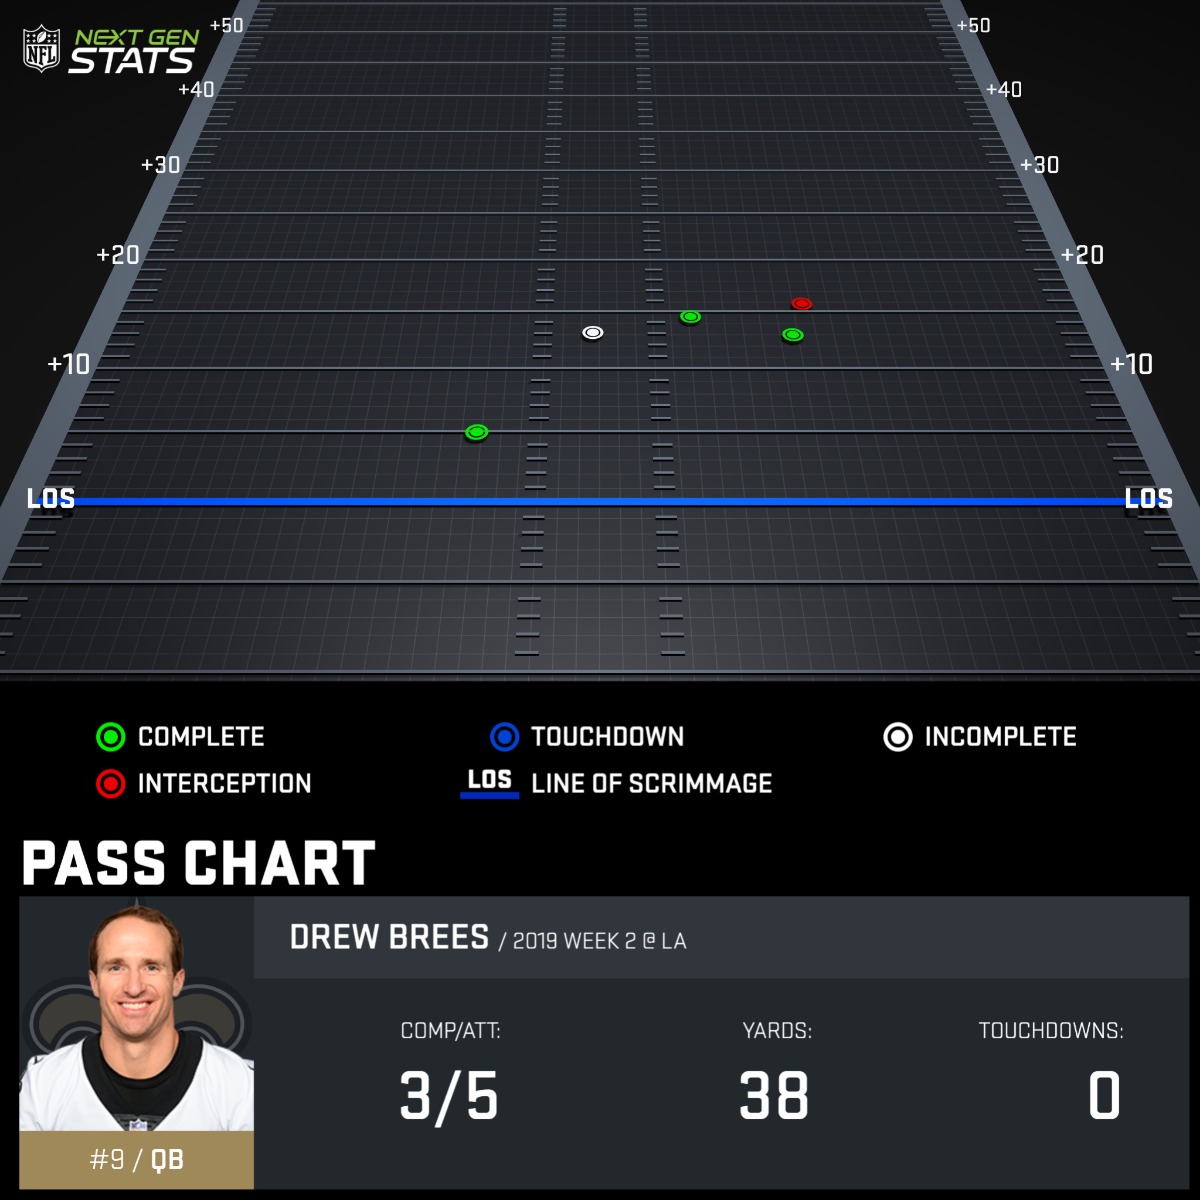 NFL NEXT GEN STATS
+50 +50
+40 +40
+30 +30
+20 +20
+10 +10
LOS LOS
COMPLETE TOUCHDOWN INCOMPLETE
INTERCEPTION LOS LINE OF SCRIMMAGE
PASS CHART
DREW BREES / 2019 WEEK 2 @ LA
COMP/ATT: YARDS: TOUCHDOWNS:
3/5 38 0
#9 / QB